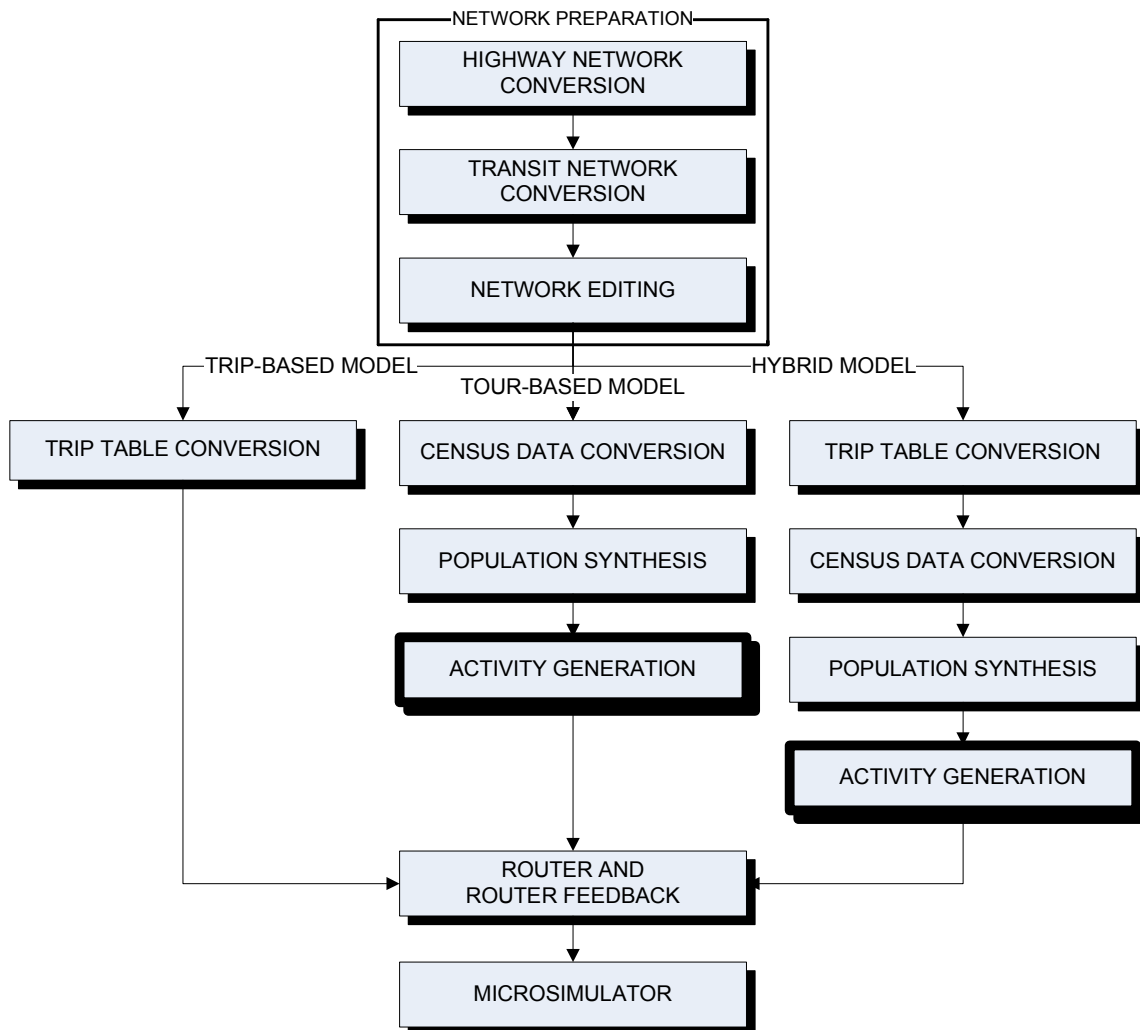 NETWORK PREPARATION
HIGHWAY NETWORK
CONVERSION
TRANSIT NETWORK
CONVERSION
NETWORK EDITING
TRIP-BASED MODEL
TOUR-BASED MODEL
HYBRID MODEL
TRIP TABLE CONVERSION
CENSUS DATA CONVERSION
TRIP TABLE CONVERSION
POPULATION SYNTHESIS
CENSUS DATA CONVERSION
ACTIVITY GENERATION
POPULATION SYNTHESIS
ACTIVITY GENERATION
ROUTER AND
ROUTER FEEDBACK
MICROSIMULATOR